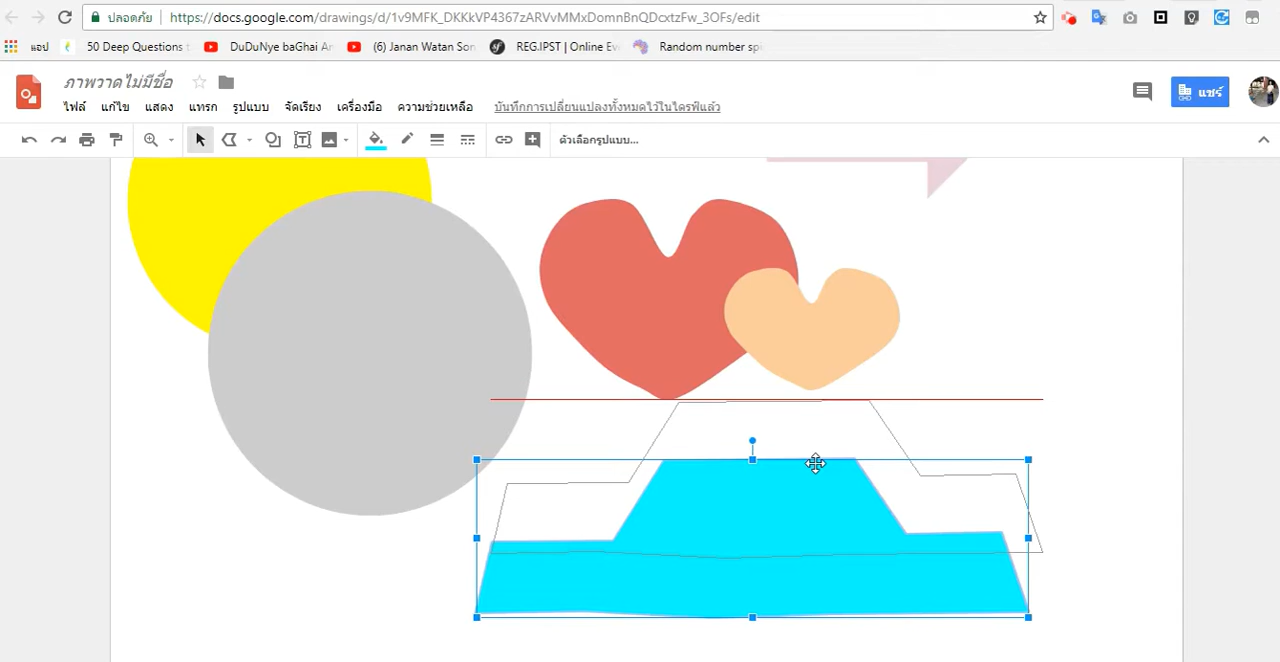 ปลอดภัย https://docs.google.com/drawings/d/1v9MFK_DKKkVP4367zARVvMMxDomnBnQDcxtzFw_3OFs/edit
แอป 50 Deep Questions t DuDuNye baGhai An (6) Janan Watan Son REG.IPST | Online Ev Random number spi
ภาพวาดไม่มีชื่อ
ไฟล์ แก้ไข แสดง แทรก รูปแบบ จัดเรียง เครื่องมือ ความช่วยเหลือ บันทึกการเปลี่ยนแปลงทั้งหมดไว้ในไดรฟ์แล้ว
แชร์
ตัวเลือกรูปแบบ...